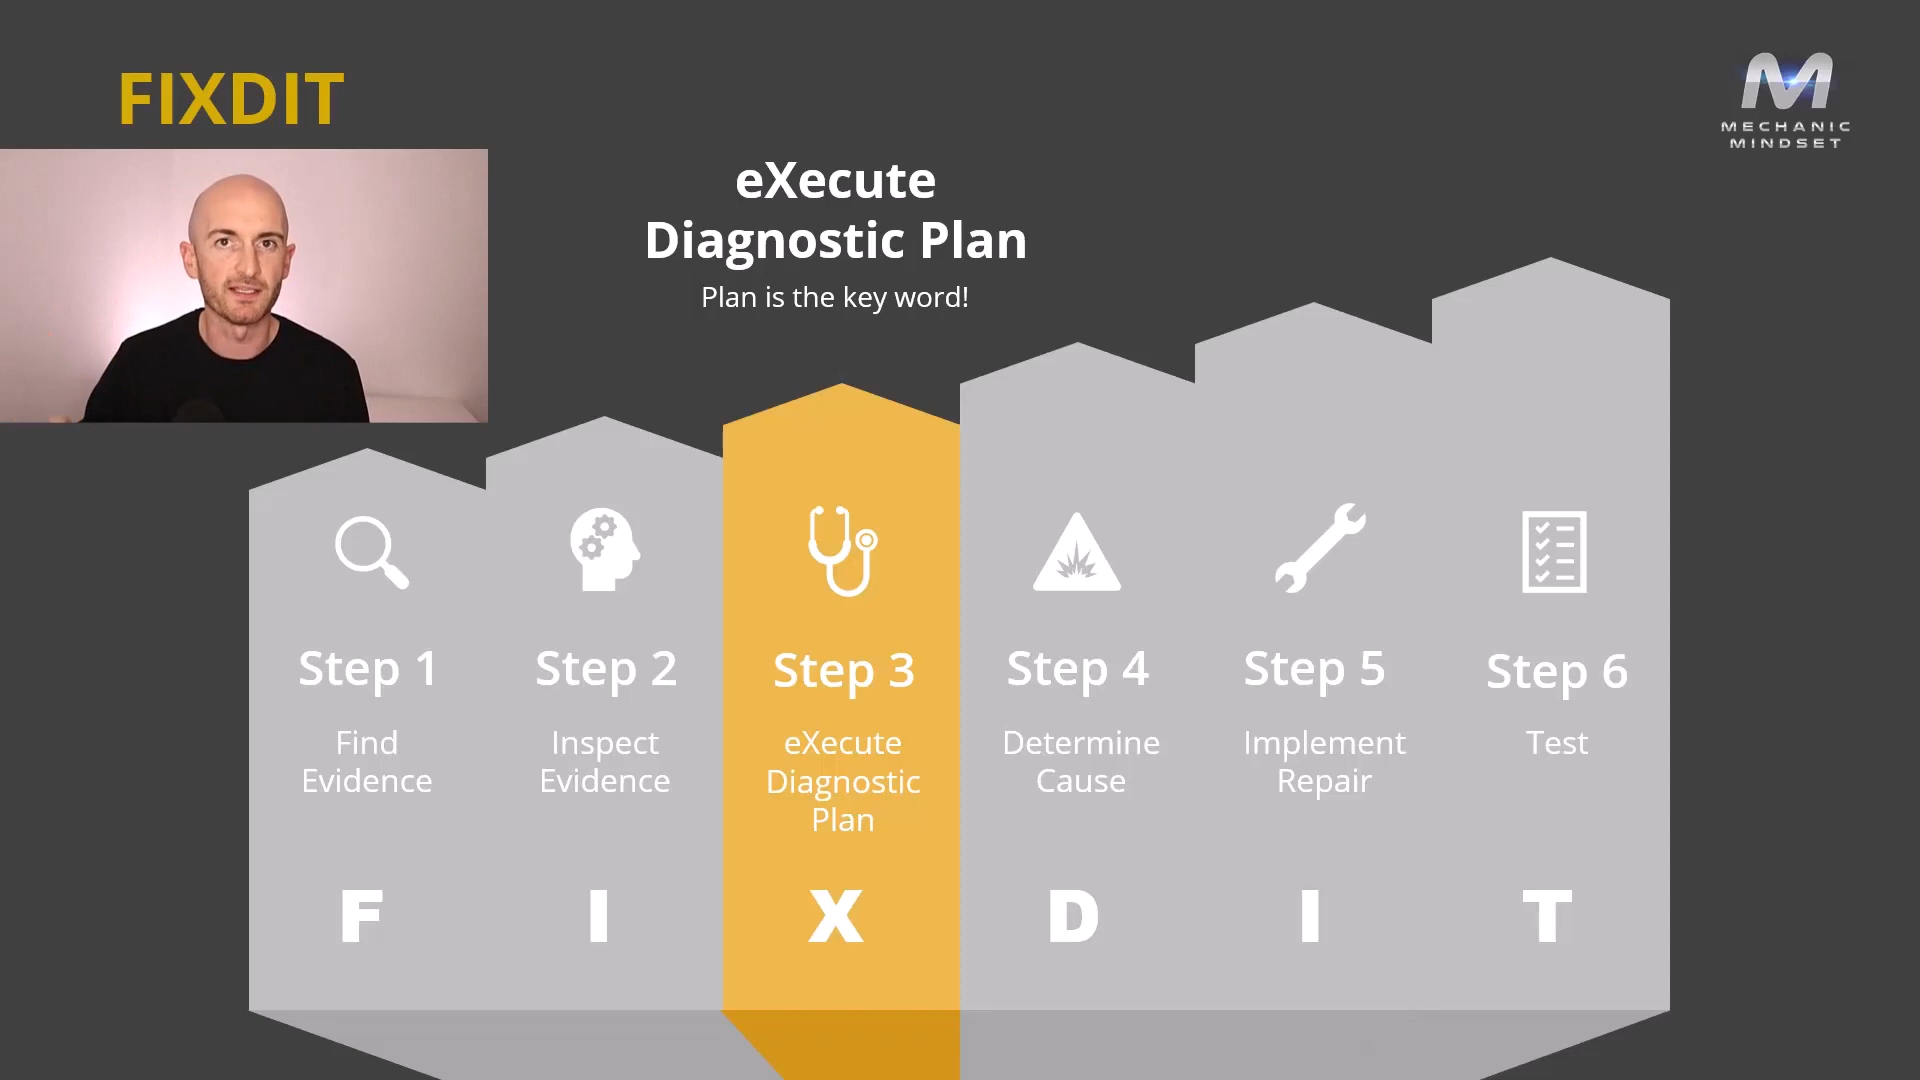 FIXDIT
MECHANIC
MINDSET
eXecute
Diagnostic Plan
Plan is the key word!
Step 1
Find
Evidence
F
Step 2
Inspect
Evidence
I
Step 3
eXecute
Diagnostic
Plan
X
Step 4
Determine
Cause
D
Step 5
Implement
Repair
I
Step 6
Test
T